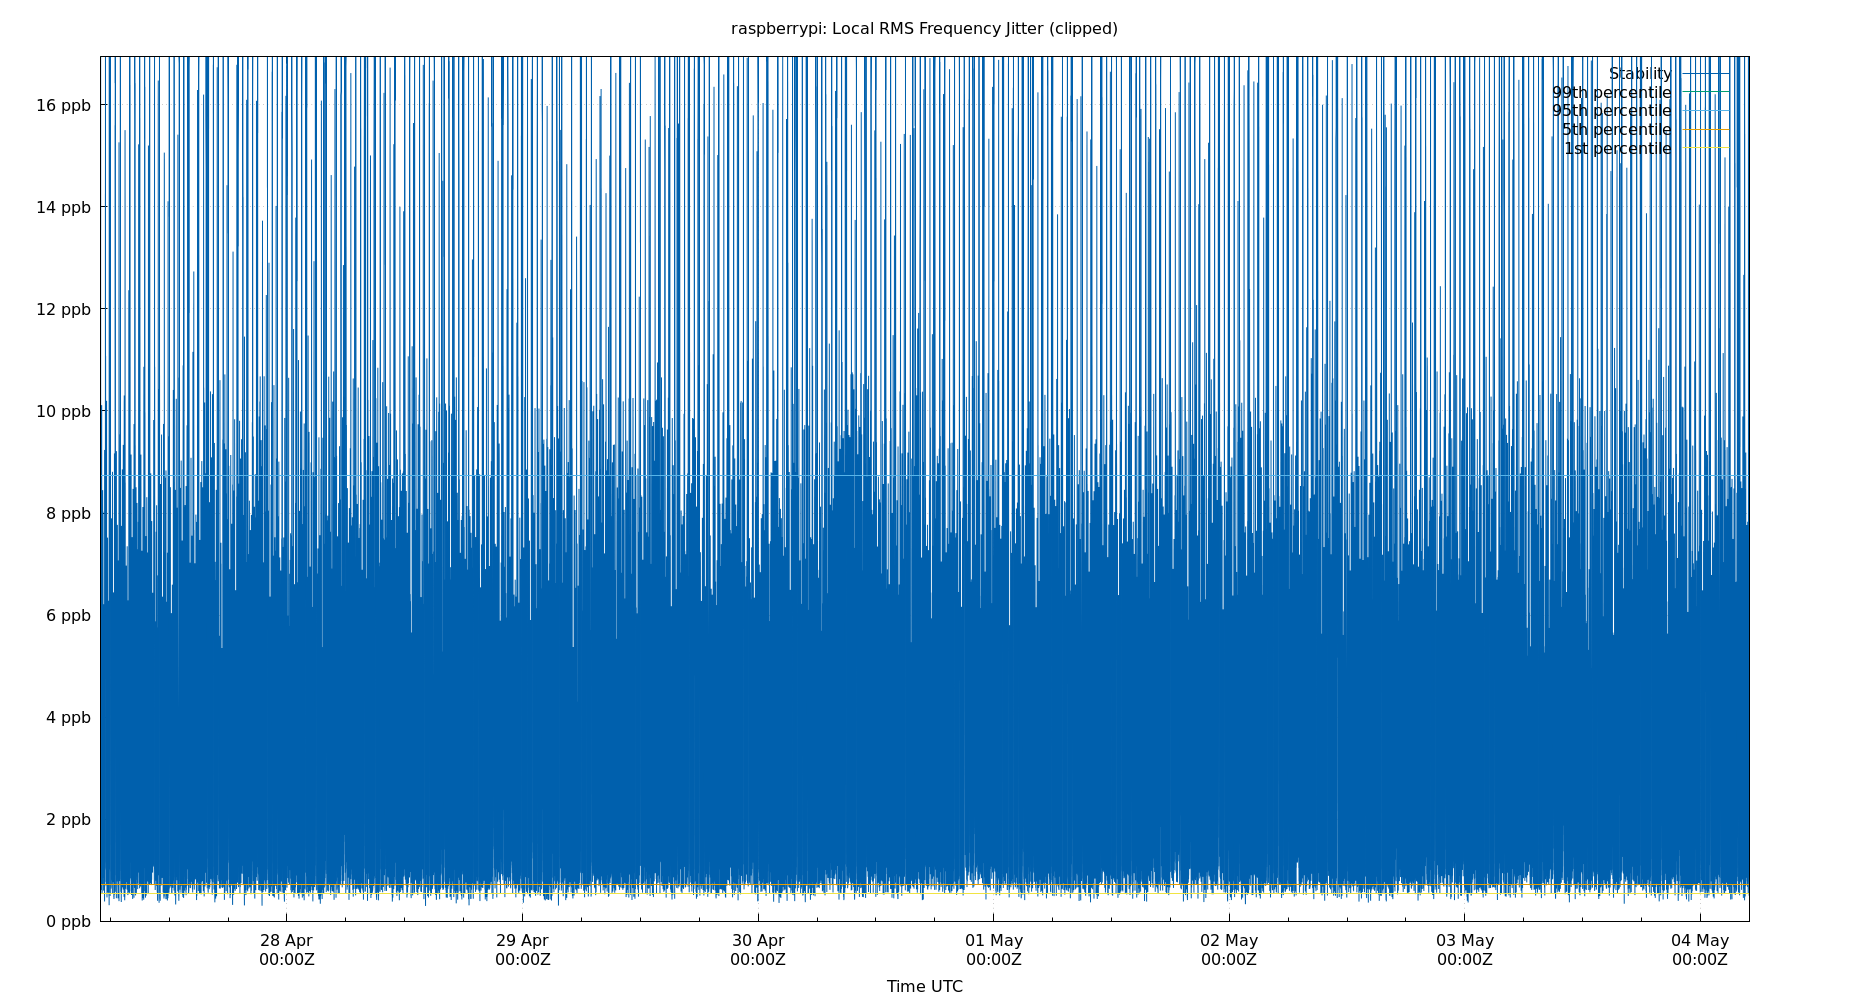 raspberrypi: Local RMS Frequency Jitter (clipped)
Stability
99th percentile
95th percentile
5th percentile
1st percentile
16 ppb
14 ppb
12 ppb
10 ppb
8 ppb
6 ppb
4 ppb
2 ppb
0 ppb
28 Apr 29 Apr 30 Apr 01 May 02 May 03 May 04 May
00:00Z 00:00Z 00:00Z 00:00Z 00:00Z 00:00Z 00:00Z
Time UTC